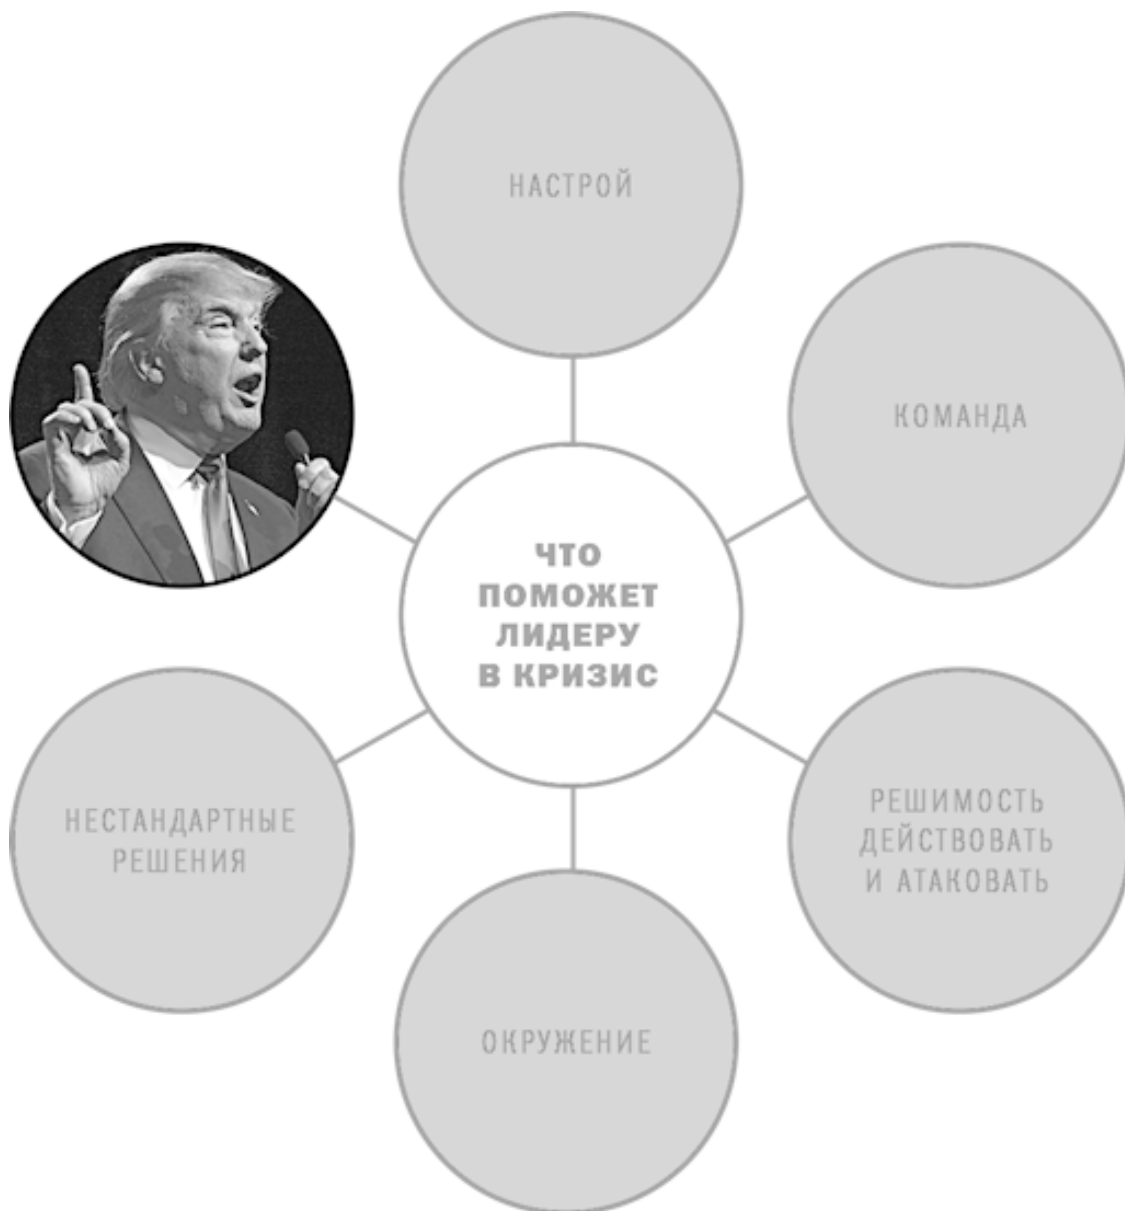 НАСТРОЙ
КОМАНДА
ЧТО
ПОМОЖЕТ
ЛИДЕРУ
В КРИЗИС
НЕСТАНДАРТНЫЕ
РЕШЕНИЯ
РЕШИМОСТЬ
ДЕЙСТВОВАТЬ
И АТАКОВАТЬ
ОКРУЖЕНИЕ